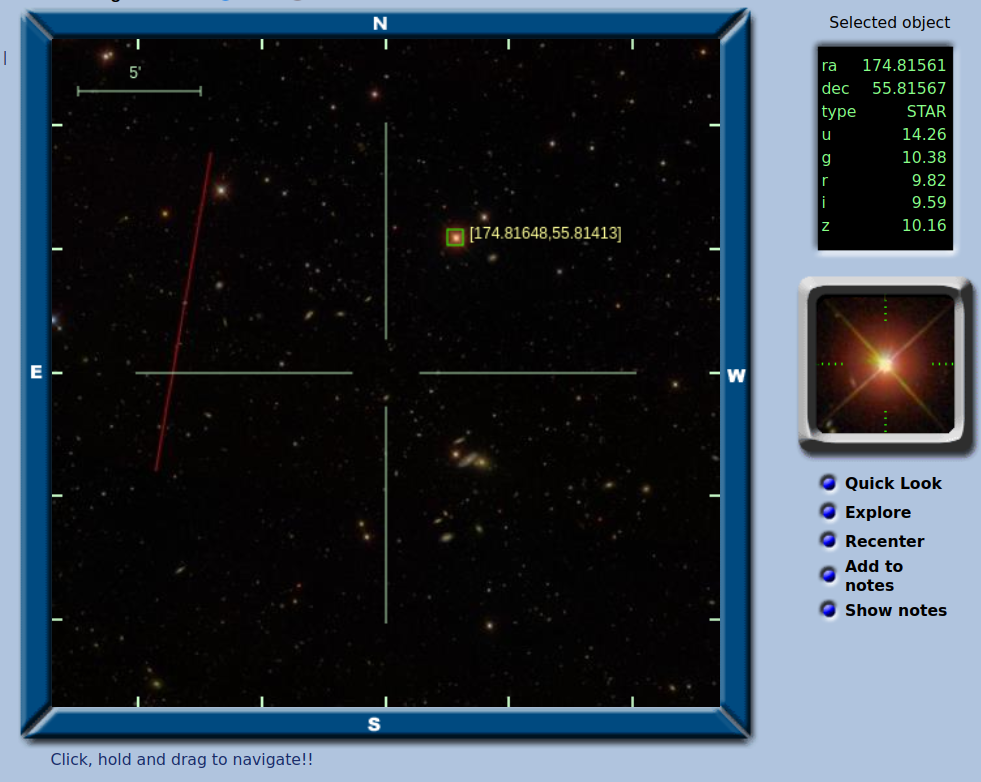 N
Selected object
5'
ra 174.81561
dec 55.81567
type STAR
u 14.26
g 10.38
r 9.82
i 9.59
z 10.16
[174.81648,55.81413]
E
W
Quick Look
Explore
Recenter
Add to
notes
Show notes
S
Click, hold and drag to navigate!!